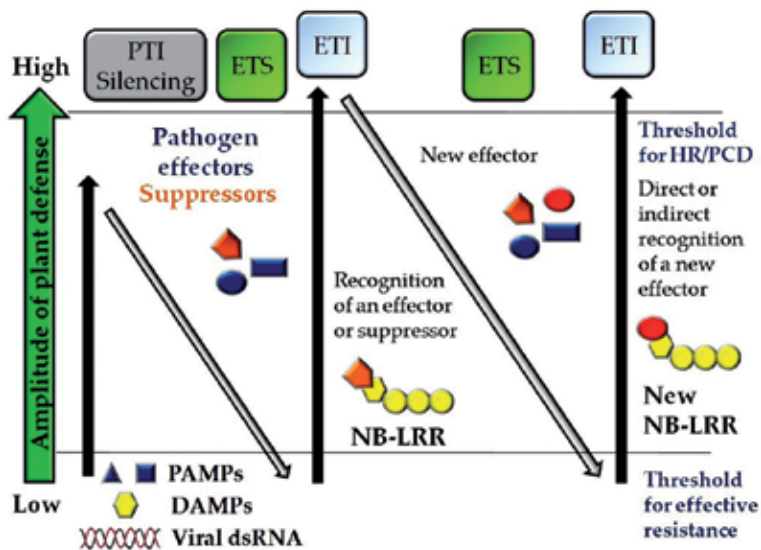 PTI
Silencing
ETS
ETI
ETS
ETI
High
Amplitude of plant defense
Low
Pathogen
effectors
Suppressors
New effector
Threshold
for HR/PCD
Direct or
indirect
recognition
of a new
effector
Recognition
of an effector
or suppressor
NB-LRR
New
NB-LRR
PAMPs
DAMPs
Viral dsRNA
Threshold
for effective
resistance